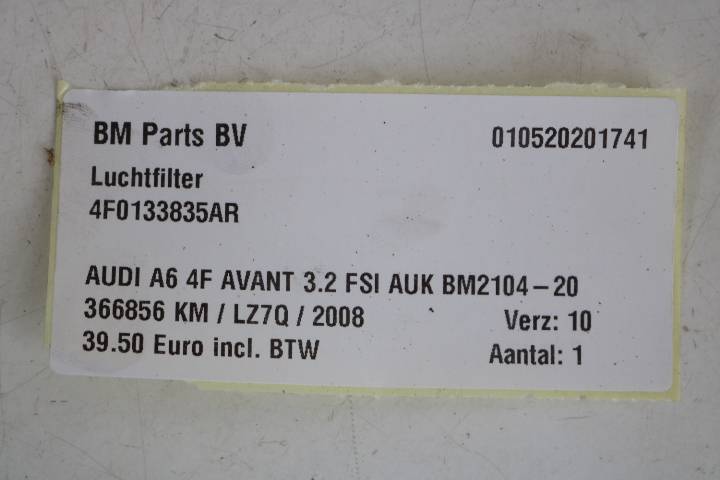 BM Parts BV 010520201741
Luchtfilter
4F0133835AR
AUDI A6 4F AVANT 3.2 FSI AUK BM2104-20
366856 KM / LZ7Q / 2008 Verz: 10
39.50 Euro incl. BTW Aantal: 1